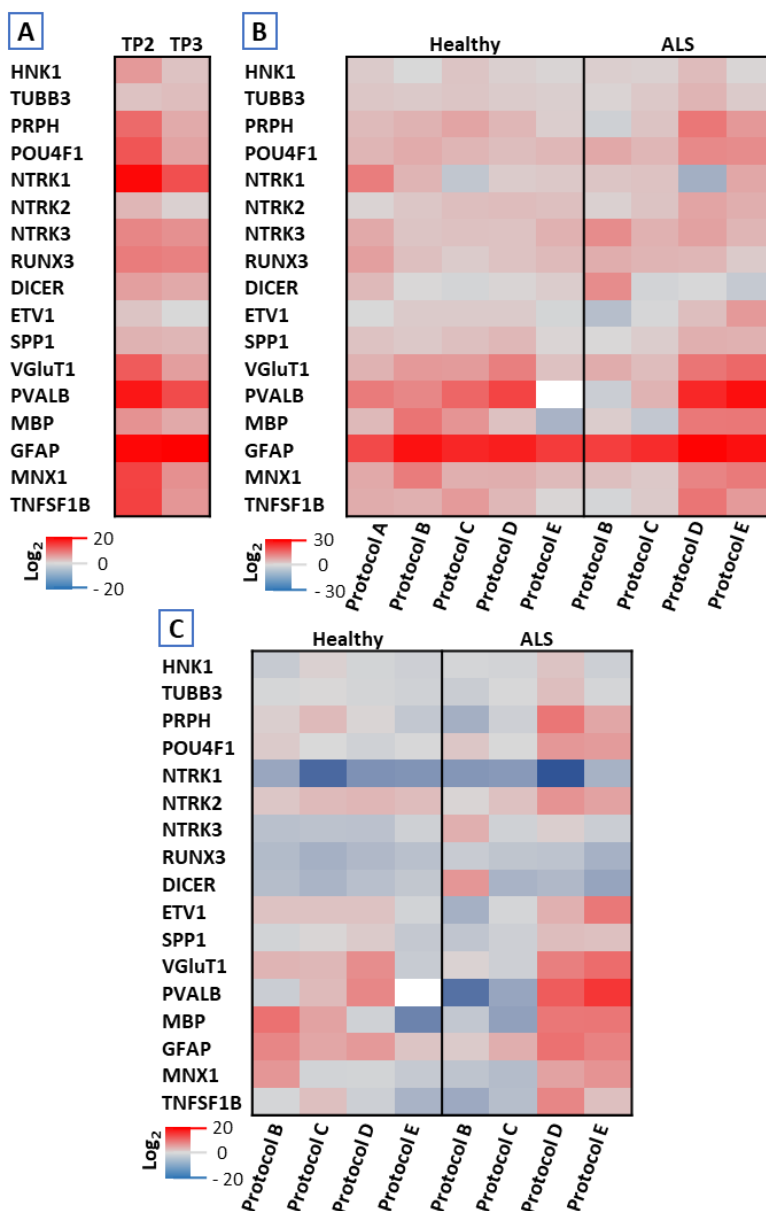 A
TP2 TP3
HNK1
TUBB3
PRPH
POU4F1
NTRK1
NTRK2
NTRK3
RUNX3
DICER
ETV1
SPP1
VGluT1
PVALB
MBP
GFAP
MNX1
TNFSF1B
Log2
20
0
- 20
B
Healthy ALS
HNK1
TUBB3
PRPH
POU4F1
NTRK1
NTRK2
NTRK3
RUNX3
DICER
ETV1
SPP1
VGluT1
PVALB
MBP
GFAP
MNX1
TNFSF1B
Protocol A
Protocol B
Protocol C
Protocol D
Protocol E
Protocol B
Protocol C
Protocol D
Protocol E
Log2
30
0
- 30
C
Healthy ALS
HNK1
TUBB3
PRPH
POU4F1
NTRK1
NTRK2
NTRK3
RUNX3
DICER
ETV1
SPP1
VGluT1
PVALB
MBP
GFAP
MNX1
TNFSF1B
Protocol B
Protocol C
Protocol D
Protocol E
Protocol B
Protocol C
Protocol D
Protocol E
Log2
20
0
- 20